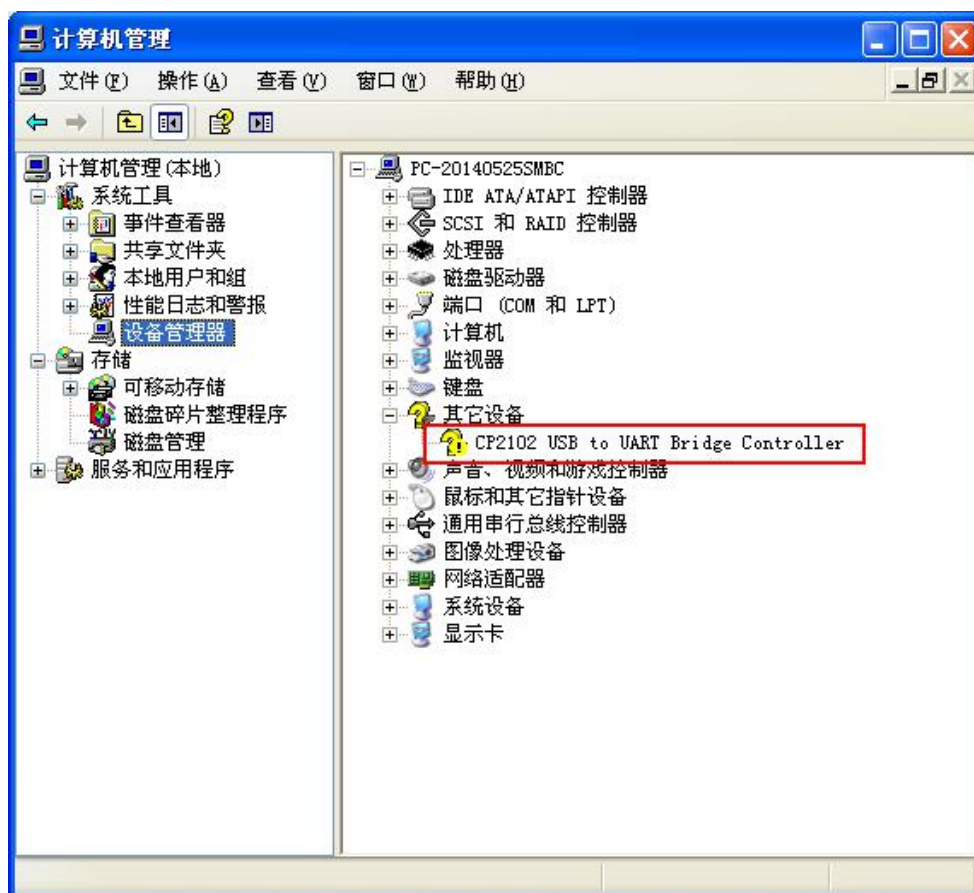 计算机管理
文件(F) 操作(A) 查看(V) 窗口(W) 帮助(H)
计算机管理(本地)
系统工具
事件查看器
共享文件夹
本地用户和组
性能日志和警报
设备管理器
存储
可移动存储
磁盘碎片整理程序
磁盘管理
服务和应用程序
PC-20140525SMBC
IDE ATA/ATAPI 控制器
SCSI 和 RAID 控制器
处理器
磁盘驱动器
端口 (COM 和 LPT)
计算机
监视器
键盘
其它设备
CP2102 USB to UART Bridge Controller
声音、视频和游戏控制器
鼠标和其它指针设备
通用串行总线控制器
图像处理设备
网络适配器
系统设备
显示卡